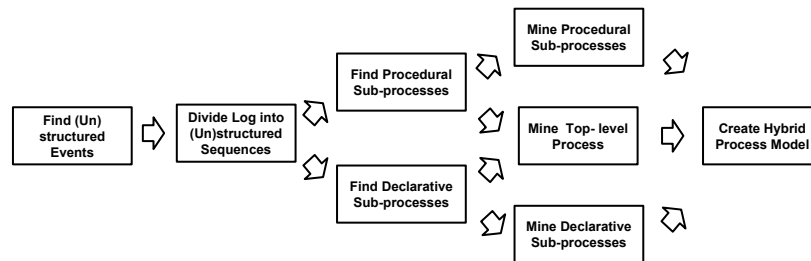 Find (Un)
structured
Events
Divide Log into
(Un)structured
Sequences
Find Procedural
Sub-processes
Find Declarative
Sub-processes
Mine Procedural
Sub-processes
Mine Top- level
Process
Mine Declarative
Sub-processes
Create Hybrid
Process Model